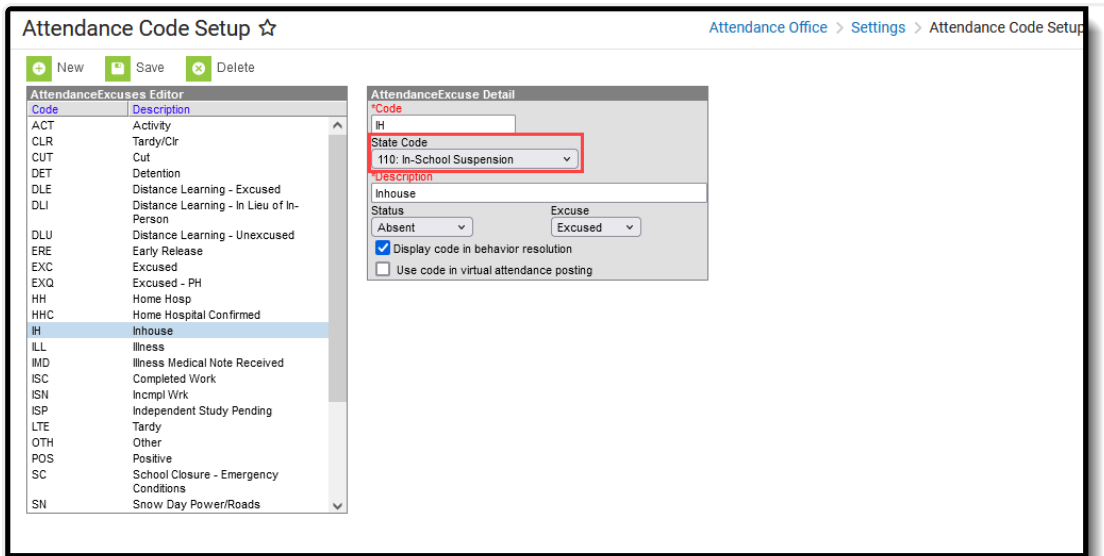 Attendance Code Setup ☆
Attendance Office > Settings > Attendance Code Setup
New Save Delete
AttendanceExcuses Editor
Code Description
ACT Activity
CLR Tardy/Clr
CUT Cut
DET Detention
DLE Distance Learning - Excused
DLI Distance Learning - In Lieu of In-
Person
DLU Distance Learning - Unexcused
ERE Early Release
EXC Excused
EXQ Excused - PH
HH Home Hosp
HHC Home Hospital Confirmed
IH Inhouse
ILL Illness
IMD Illness Medical Note Received
ISC Completed Work
ISN Incmpl Wrk
ISP Independent Study Pending
LTE Tardy
OTH Other
POS Positive
SC School Closure - Emergency
Conditions
SN Snow Day Power/Roads
AttendanceExcuse Detail
*Code
IH
State Code
110: In-School Suspension
*Description
Inhouse
Status Excuse
Absent Excused
Display code in behavior resolution
Use code in virtual attendance posting